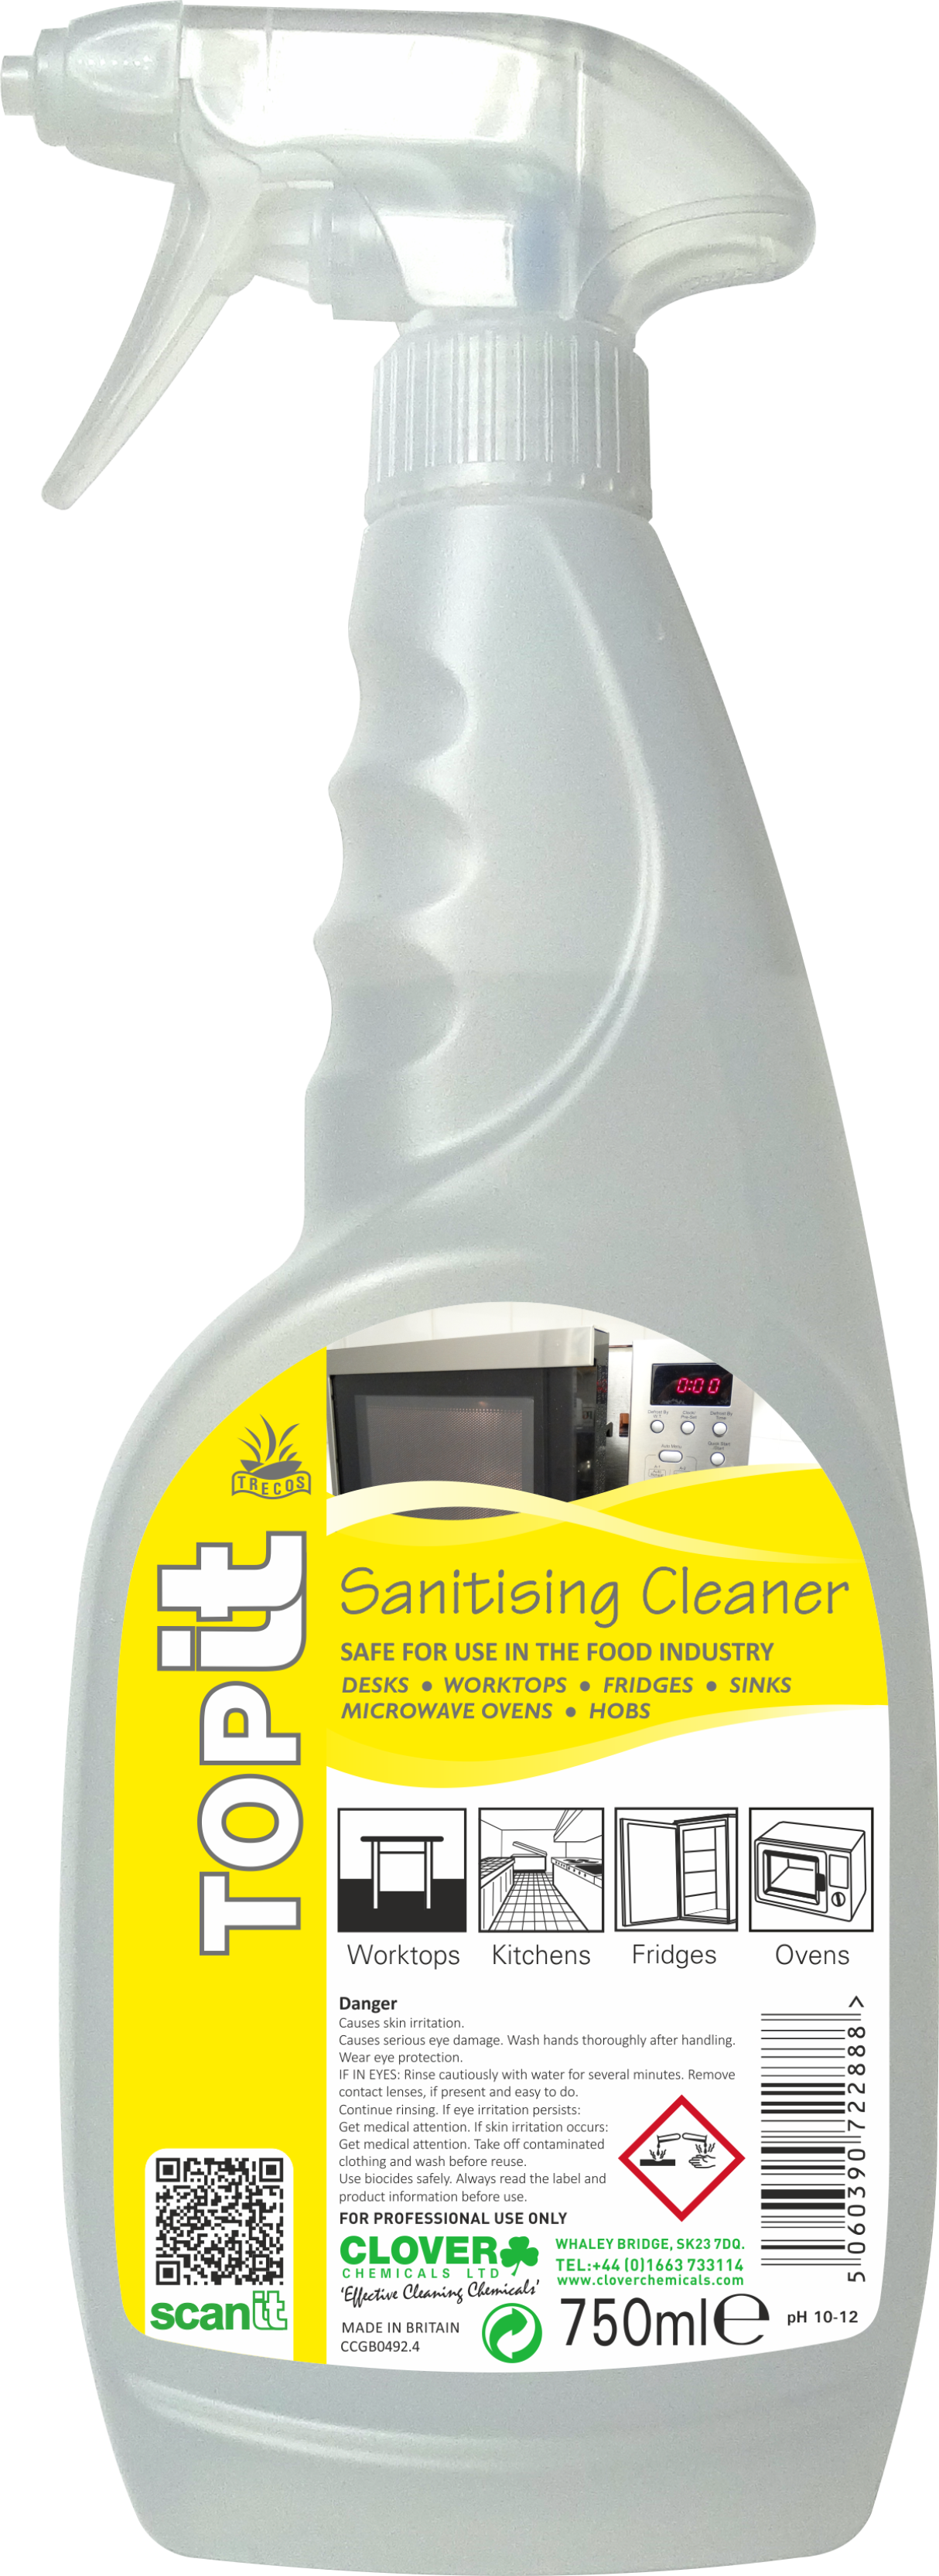 0:00
TRECOS
TOPit
Sanitising Cleaner
SAFE FOR USE IN THE FOOD INDUSTRY
DESKS • WORKTOPS • FRIDGES • SINKS
MICROWAVE OVENS • HOBS
Worktops Kitchens Fridges Ovens
Danger
Causes skin irritation.
Causes serious eye damage. Wash hands thoroughly after handling.
Wear eye protection.
IF IN EYES: Rinse cautiously with water for several minutes. Remove
contact lenses, if present and easy to do.
Continue rinsing. If eye irritation persists:
Get medical attention. If skin irritation occurs:
Get medical attention. Take off contaminated
clothing and wash before reuse.
Use biocides safely. Always read the label and
product information before use.
FOR PROFESSIONAL USE ONLY
CLOVER
CHEMICALS LTD
'Effective Cleaning Chemicals'
WHALEY BRIDGE, SK23 7DQ.
TEL:+44 (0)1663 733114
www.cloverchemicals.com
MADE IN BRITAIN
CCGB0492.4
750ml e
pH 10-12
5 060390 722888 >
scanit